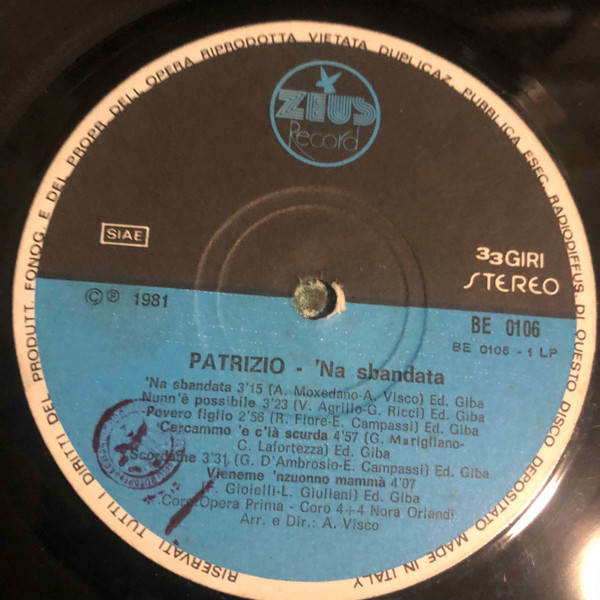 RISERVATI TUTTI I DIRITTI DEL PRODUTT. FONOG. E DEL PROPR. DELL'OPERA RIPRODOTTA VIETATA DUPLICAZ. PUBBLICA ESEC. RADIODIFFUS. DI QUESTO DISCO DEPOSITATO MADE IN ITALY
ZEUS
Record
SIAE
33 GIRI
STEREO
© ℗ 1981
BE 0106
BE 0106 - 1 LP
PATRIZIO - 'Na sbandata
'Na sbandata 3'15 (A. Moxedano-A. Visco) Ed. Giba
Nunn'è possibile 3'23 (V. Agrillo-G. Ricci) Ed. Giba
Povero figlio 2'56 (R. Fiore-E. Campassi) Ed. Giba
Cercammo 'e c'ià scurda 4'57 (G. Marigliano-
C. Lafortezza) Ed. Giba
Scordame 3'31 (G. D'Ambrosio-E. Campassi) Ed. Giba
Vieneme 'nzuonno mammà 4'07
(F. Gioielli-L. Giuliani) Ed. Giba
Coro: Opera Prima - Coro 4+4 Nora Orlandi
Arr. e Dir.: A. Visco